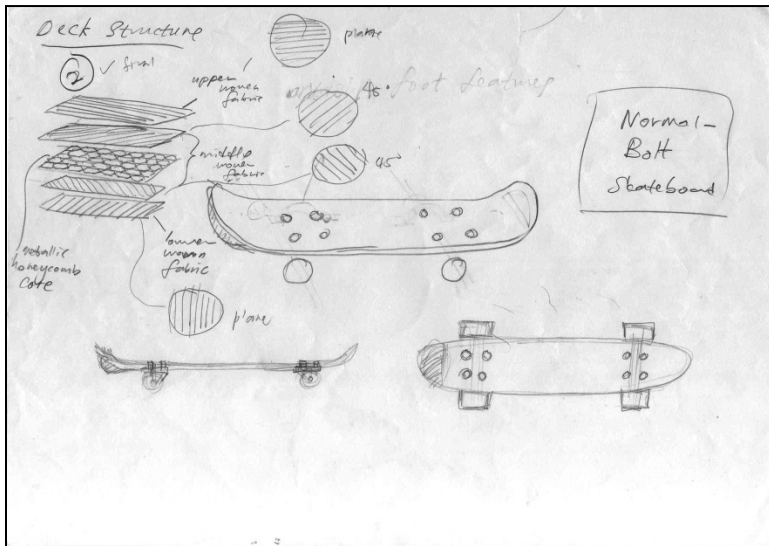 Deck Structure
2 ✓ final
plane
upper
woven
fabric
45°
foot features
middle
woven
fabric
45°
Normal-
Bolt
Skateboard
lower
woven
fabric
metallic
honeycomb
core
plane